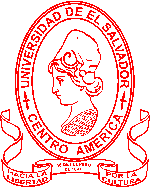 UNIVERSIDAD DE EL SALVADOR
CENTRO AMERICA
HACIA LA
LIBERTAD
POR LA
CULTURA